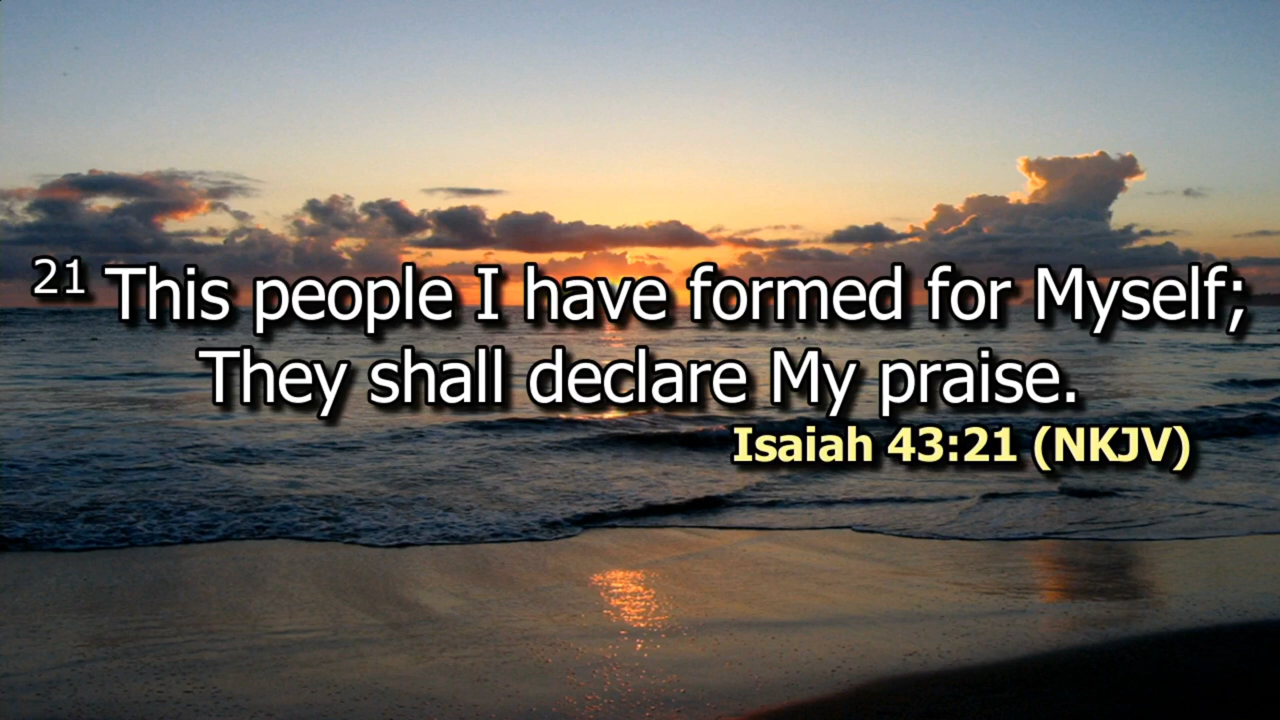 21 This people I have formed for Myself;
They shall declare My praise.
Isaiah 43:21 (NKJV)